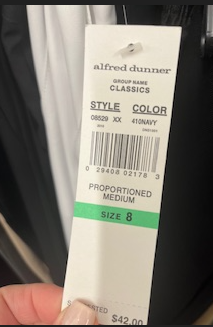 alfred dunner
GROUP NAME
CLASSICS
STYLE COLOR
08529 XX 410NAVY
0 29408 02178 3
PROPORTIONED
MEDIUM
SIZE 8
$42.00